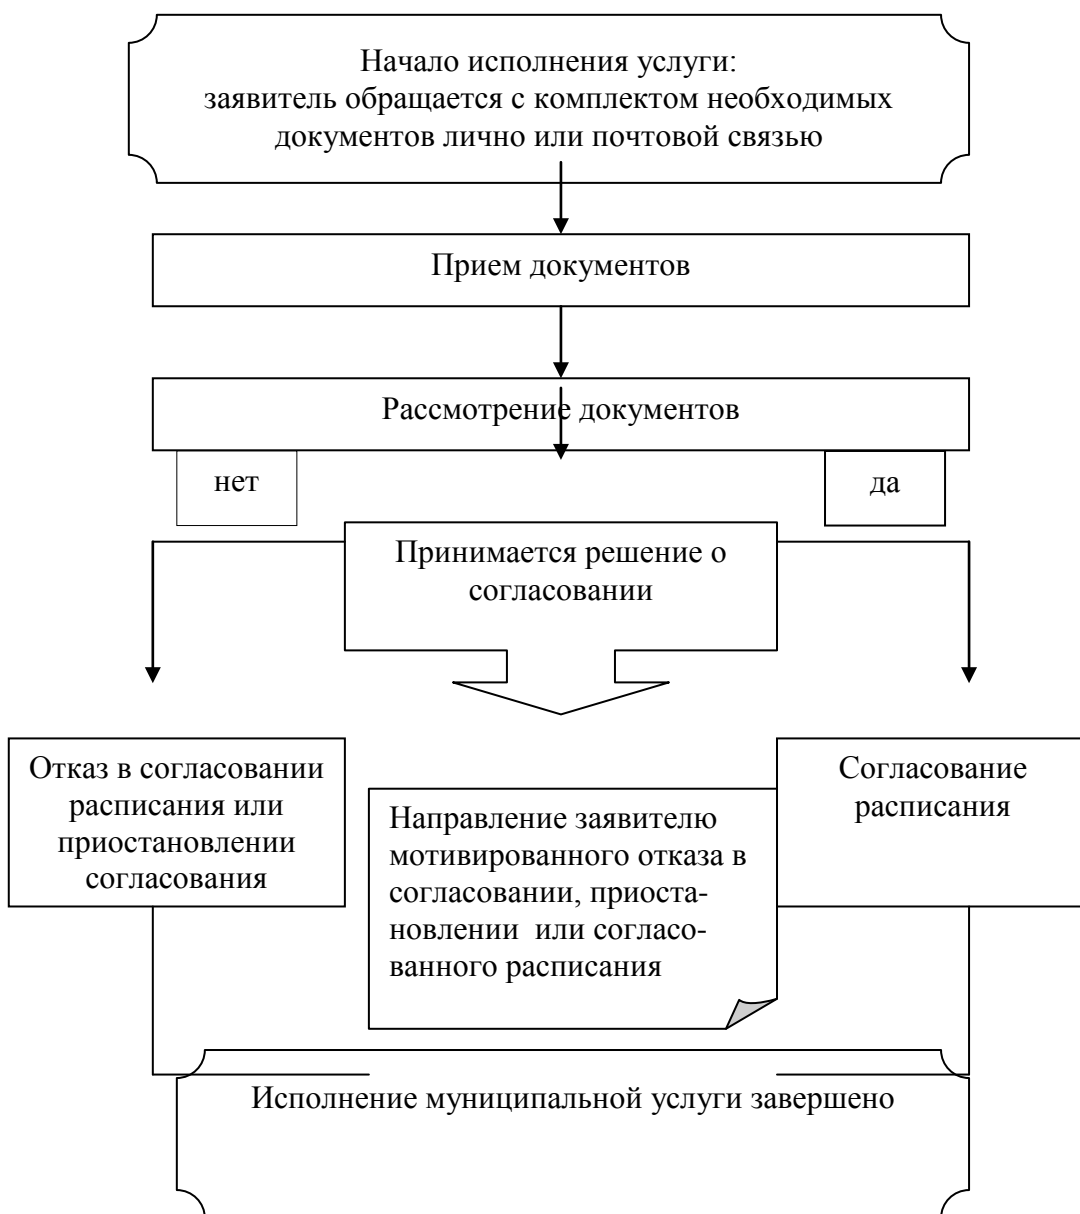 Начало исполнения услуги:
заявитель обращается с комплектом необходимых
документов лично или почтовой связью
Прием документов
Рассмотрение документов
нет
да
Принимается решение о
согласовании
Отказ в согласовании
расписания или
приостановлении
согласования
Направление заявителю
мотивированного отказа в
согласовании, приоста-
новлении или согласо-
ванного расписания
Согласование
расписания
Исполнение муниципальной услуги завершено